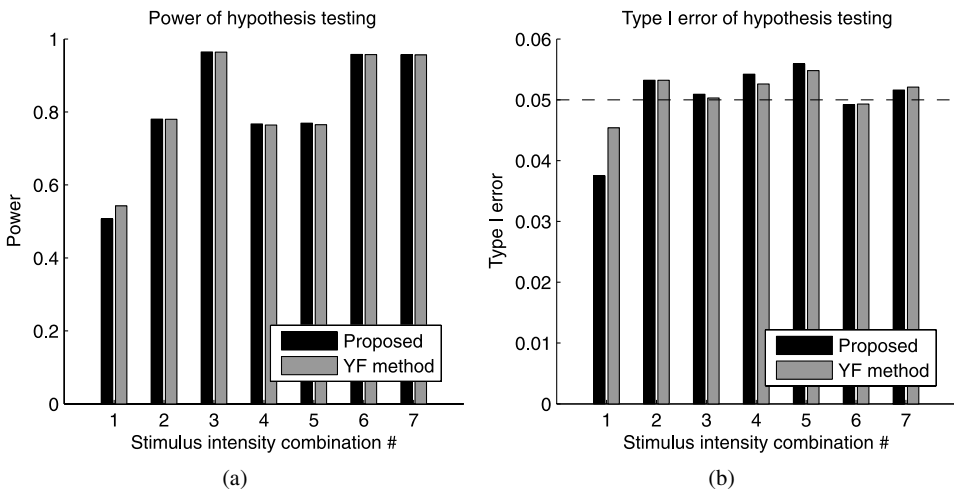 Power of hypothesis testing
1
0.8
0.6
0.4
0.2
0
Power
Proposed
YF method
1 2 3 4 5 6 7
Stimulus intensity combination #
(a)
Type I error of hypothesis testing
0.06
0.05
0.04
0.03
0.02
0.01
0
Type I error
Proposed
YF method
1 2 3 4 5 6 7
Stimulus intensity combination #
(b)